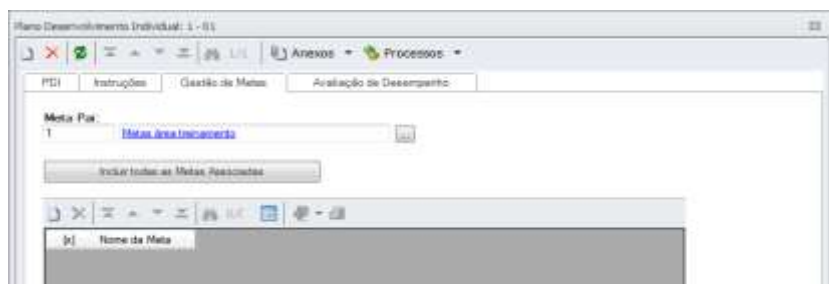 Plano Desenvolvimento Individual: 1 - 01
Anexos Processos
PDI Instruções Gestão de Metas Avaliação de Desempenho
Meta Pai:
1 Metas área treinamento
Incluir todas as Metas Associadas
[x] Nome da Meta